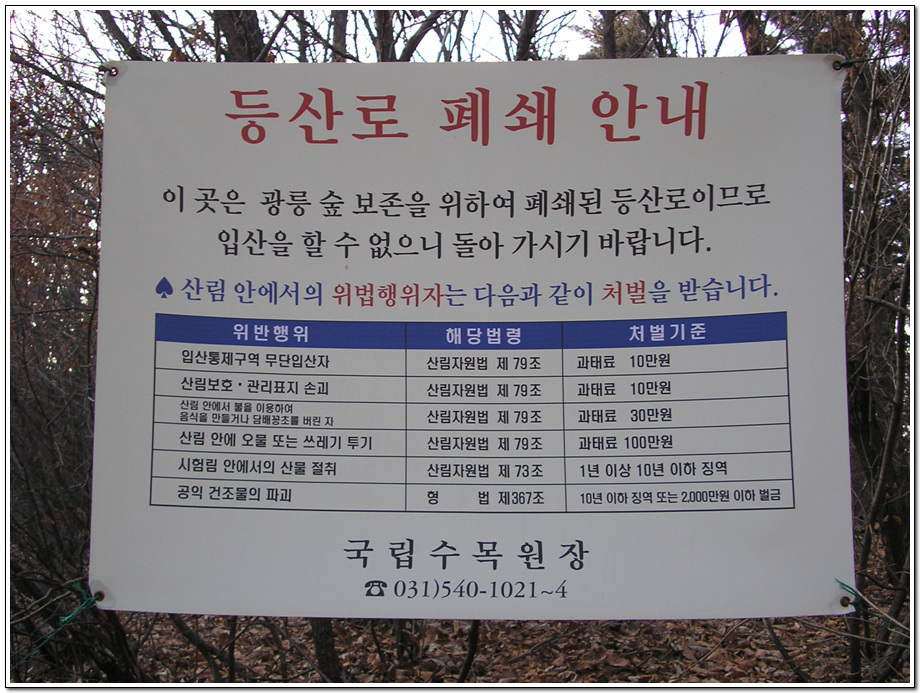 등산로 폐쇄 안내
이 곳은 광릉 숲 보존을 위하여 폐쇄된 등산로이므로
입산을 할 수 없으니 돌아 가시기 바랍니다.
♠ 산림 안에서의 위법행위자는 다음과 같이 처벌을 받습니다.
위반행위 해당법령 처벌기준
입산통제구역 무단입산자 산림자원법 제 79조 과태료 10만원
산림보호·관리표지 손괴 산림자원법 제 79조 과태료 10만원
산림 안에서 불을 이용하여
음식을 만들거나 담배꽁초를 버린 자 산림자원법 제 79조 과태료 30만원
산림 안에 오물 또는 쓰레기 투기 산림자원법 제 79조 과태료 100만원
시험림 안에서의 산물 절취 산림자원법 제 73조 1년 이상 10년 이하 징역
공익 건조물의 파괴 형 법 제367조 10년 이하 징역 또는 2,000만원 이하 벌금
국립수목원장
☎ 031)540-1021~4